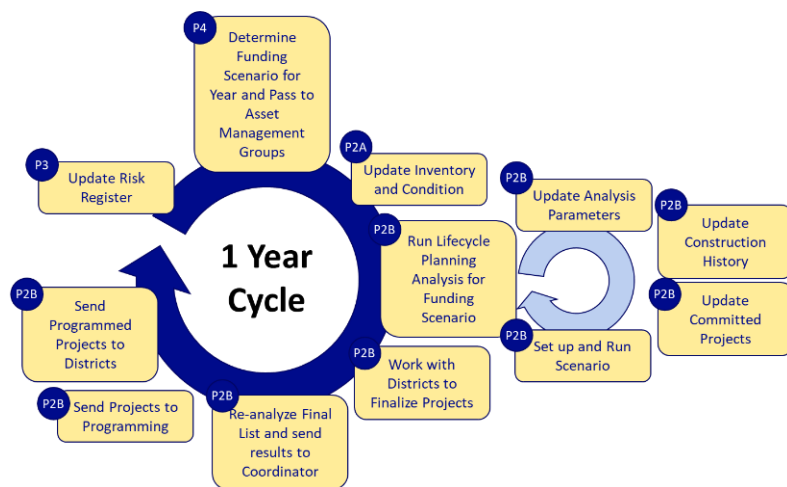 P4
Determine
Funding
Scenario for
Year and Pass to
Asset
Management
Groups
P2A
Update Inventory
and Condition
P2B
Run Lifecycle
Planning
Analysis for
Funding
Scenario
P2B
Update Analysis
Parameters
P2B
Update
Construction
History
P2B
Update
Committed
Projects
P2B
Set up and Run
Scenario
P2B
Work with
Districts to
Finalize Projects
P2B
Re-analyze Final
List and send
results to
Coordinator
P2B
Send Projects to
Programming
P2B
Send
Programmed
Projects to
Districts
P3
Update Risk
Register
1 Year
Cycle